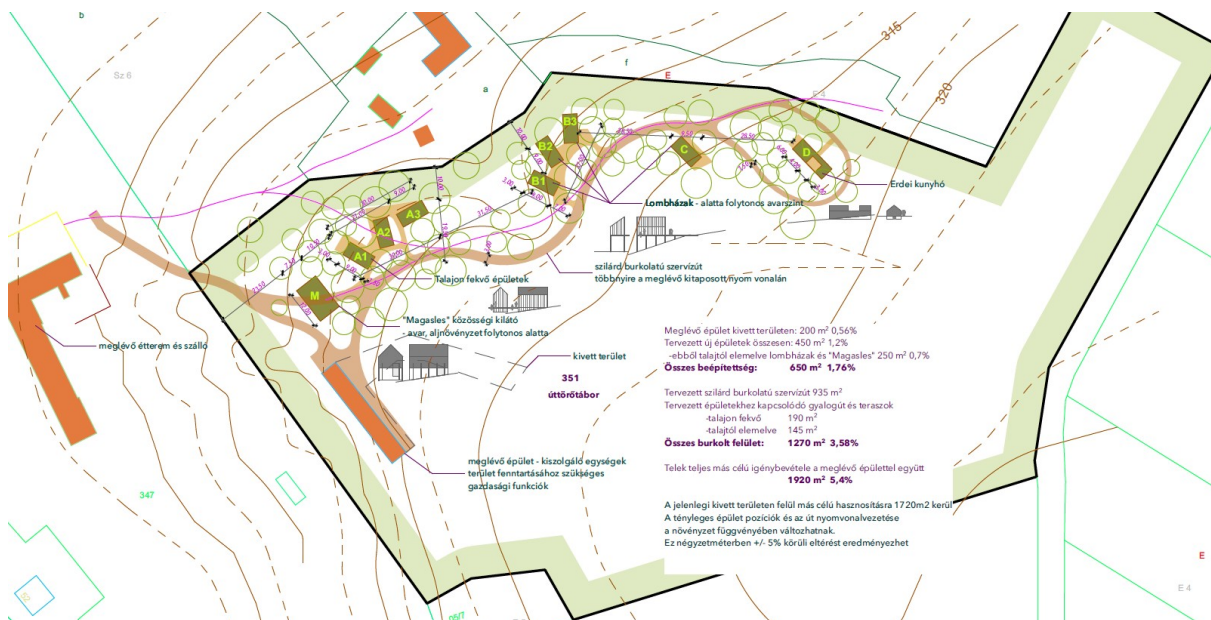 b
Sz 6
a
f
E
E 3
315
320
B3
B2
B1
C
D
A3
A2
A1
M
Erdei kunyhó
Lombházak - alatta folytonos avarszint
szilárd burkolatú szervízút
többnyire a meglévő kitaposott nyom vonalán
Talajon fekvő épületek
"Magasles" közösségi kilátó
- avar, aljnövényzet folytonos alatta
meglévő étterem és szálló
kivett terület
351
úttörőtábor
meglévő épület - kiszolgáló egységek
terület fenntartásához szükséges
gazdasági funkciók
Meglévő épület kivett területen: 200 m² 0,56%
Tervezett új épületek összesen: 450 m² 1,2%
-ebből talajtól elemelve lombházak és "Magasles" 250 m² 0,7%
Összes beépítettség: 650 m² 1,76%
Tervezett szilárd burkolatú szervízút 935 m²
Tervezett épületekhez kapcsolódó gyalogút és teraszok
-talajon fekvő 190 m²
-talajtól elemelve 145 m²
Összes burkolt felület: 1270 m² 3,58%
Telek teljes más célú igénybevétele a meglévő épülettel együtt
1920 m² 5,4%
A jelenlegi kivett területen felül más célú hasznosításra 1720m2 kerül
A tényleges épület pozíciók és az út nyomvonalvezetése
a növényzet függvényében változhatnak.
Ez négyzetméterben +/- 5% körüli eltérést eredményezhet
347
E
E 4